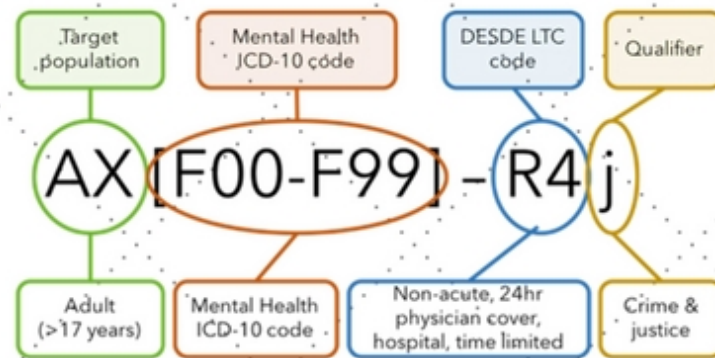 Target
population
Mental Health
ICD-10 code
DESDE LTC
code
Qualifier
AX [F00-F99] – R4 j
Adult
(>17 years)
Mental Health
ICD-10 code
Non-acute, 24hr
physician cover,
hospital, time limited
Crime &
justice